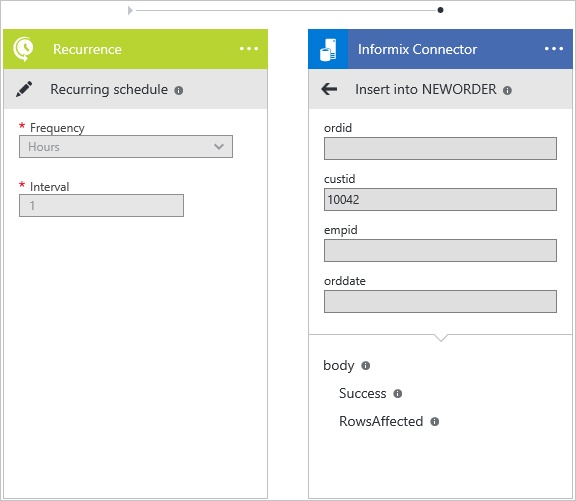 Recurrence
Recurring schedule
* Frequency
Hours
* Interval
1
Informix Connector
Insert into NEWORDER
ordid
custid
10042
empid
orddate
body
Success
RowsAffected